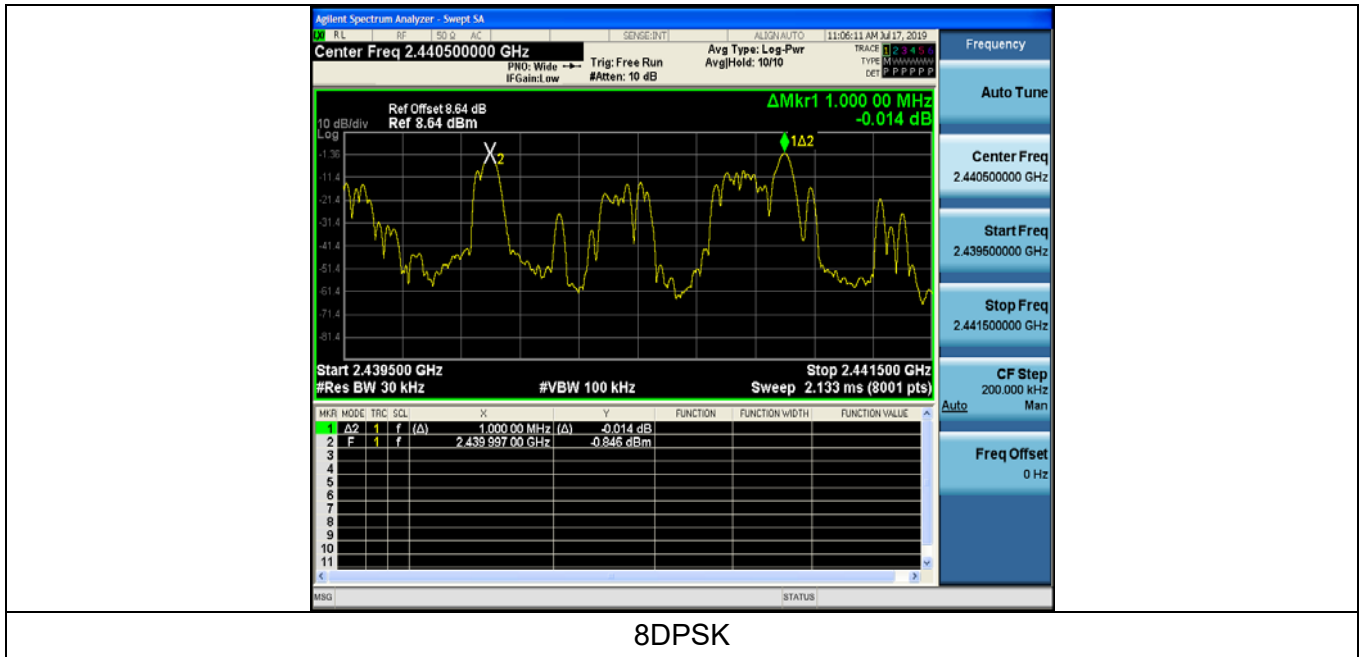 Agilent Spectrum Analyzer - Swept SA
RL RF 50 Ω AC SENSE:INT ALIGN AUTO 11:06:11 AM Jul 17, 2019
Center Freq 2.440500000 GHz
PNO: Wide
IFGain:Low
Trig: Free Run
#Atten: 10 dB
Avg Type: Log-Pwr
Avg|Hold: 10/10
TRACE 1 2 3 4 5 6
TYPE MWWWWW
DET P P P P P P
Ref Offset 8.64 dB
10 dB/div Ref 8.64 dBm
Log
ΔMkr1 1.000 00 MHz
-0.014 dB
-1.36
-11.4
-21.4
-31.4
-41.4
-51.4
-61.4
-71.4
-81.4
2
1Δ2
Start 2.439500 GHz Stop 2.441500 GHz
#Res BW 30 kHz #VBW 100 kHz Sweep 2.133 ms (8001 pts)
MKR MODE TRC SCL X Y FUNCTION FUNCTION WIDTH FUNCTION VALUE
1 Δ2 1 f (Δ) 1.000 00 MHz (Δ) -0.014 dB
2 F 1 f 2.439 997 00 GHz -0.846 dBm
3
4
5
6
7
8
9
10
11
MSG STATUS
Frequency
Auto Tune
Center Freq
2.440500000 GHz
Start Freq
2.439500000 GHz
Stop Freq
2.441500000 GHz
CF Step
200.000 kHz
Auto Man
Freq Offset
0 Hz
8DPSK